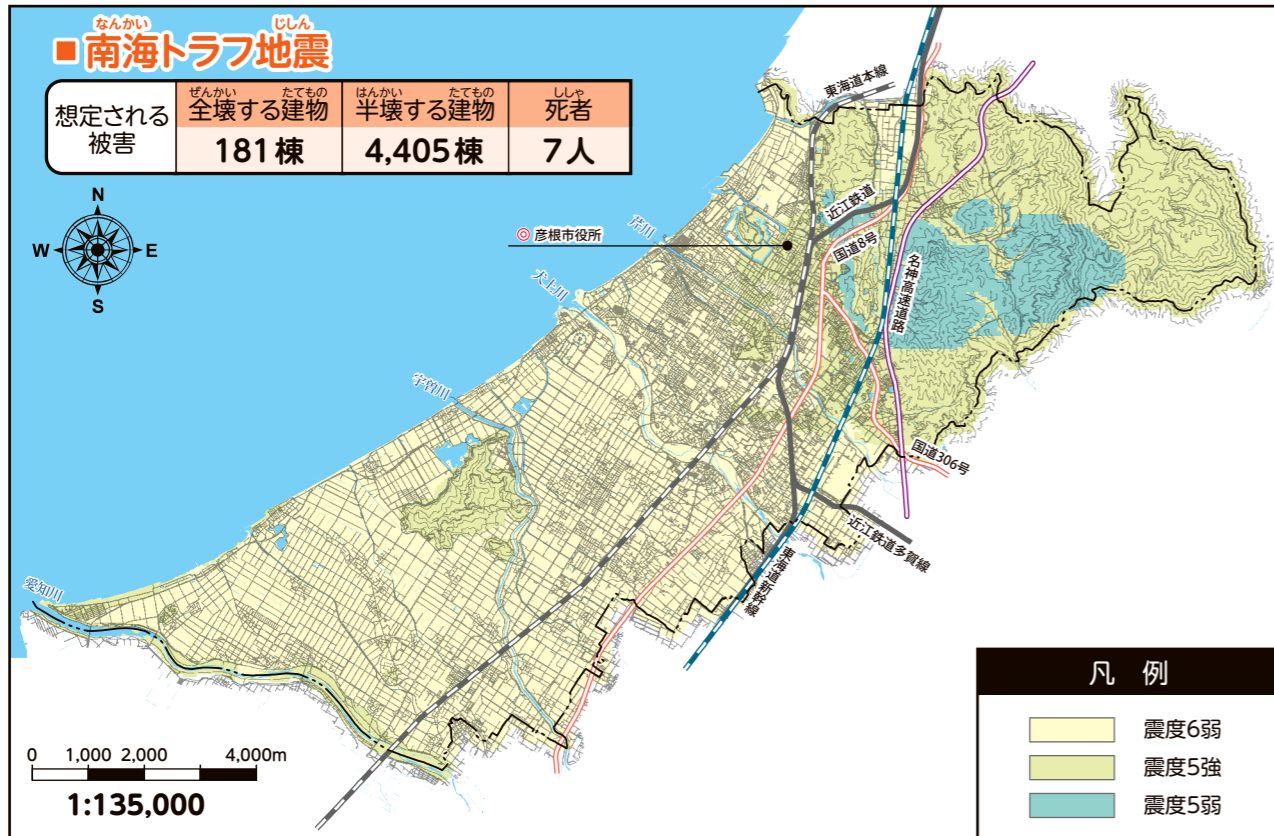 なんかい じしん
■南海トラフ地震
想定される
被害
ぜんかい たてもの
全壊する建物
181棟
はんかい たてもの
半壊する建物
4,405棟
ししゃ
死者
7人
N
W E
S
東海道本線
近江鉄道
国道8号
◎彦根市役所
芹川
犬上川
名神高速道路
宇曽川
国道306号
近江鉄道多賀線
東海道新幹線
愛知川
0 1,000 2,000 4,000m
1:135,000
凡 例
震度6弱
震度5強
震度5弱